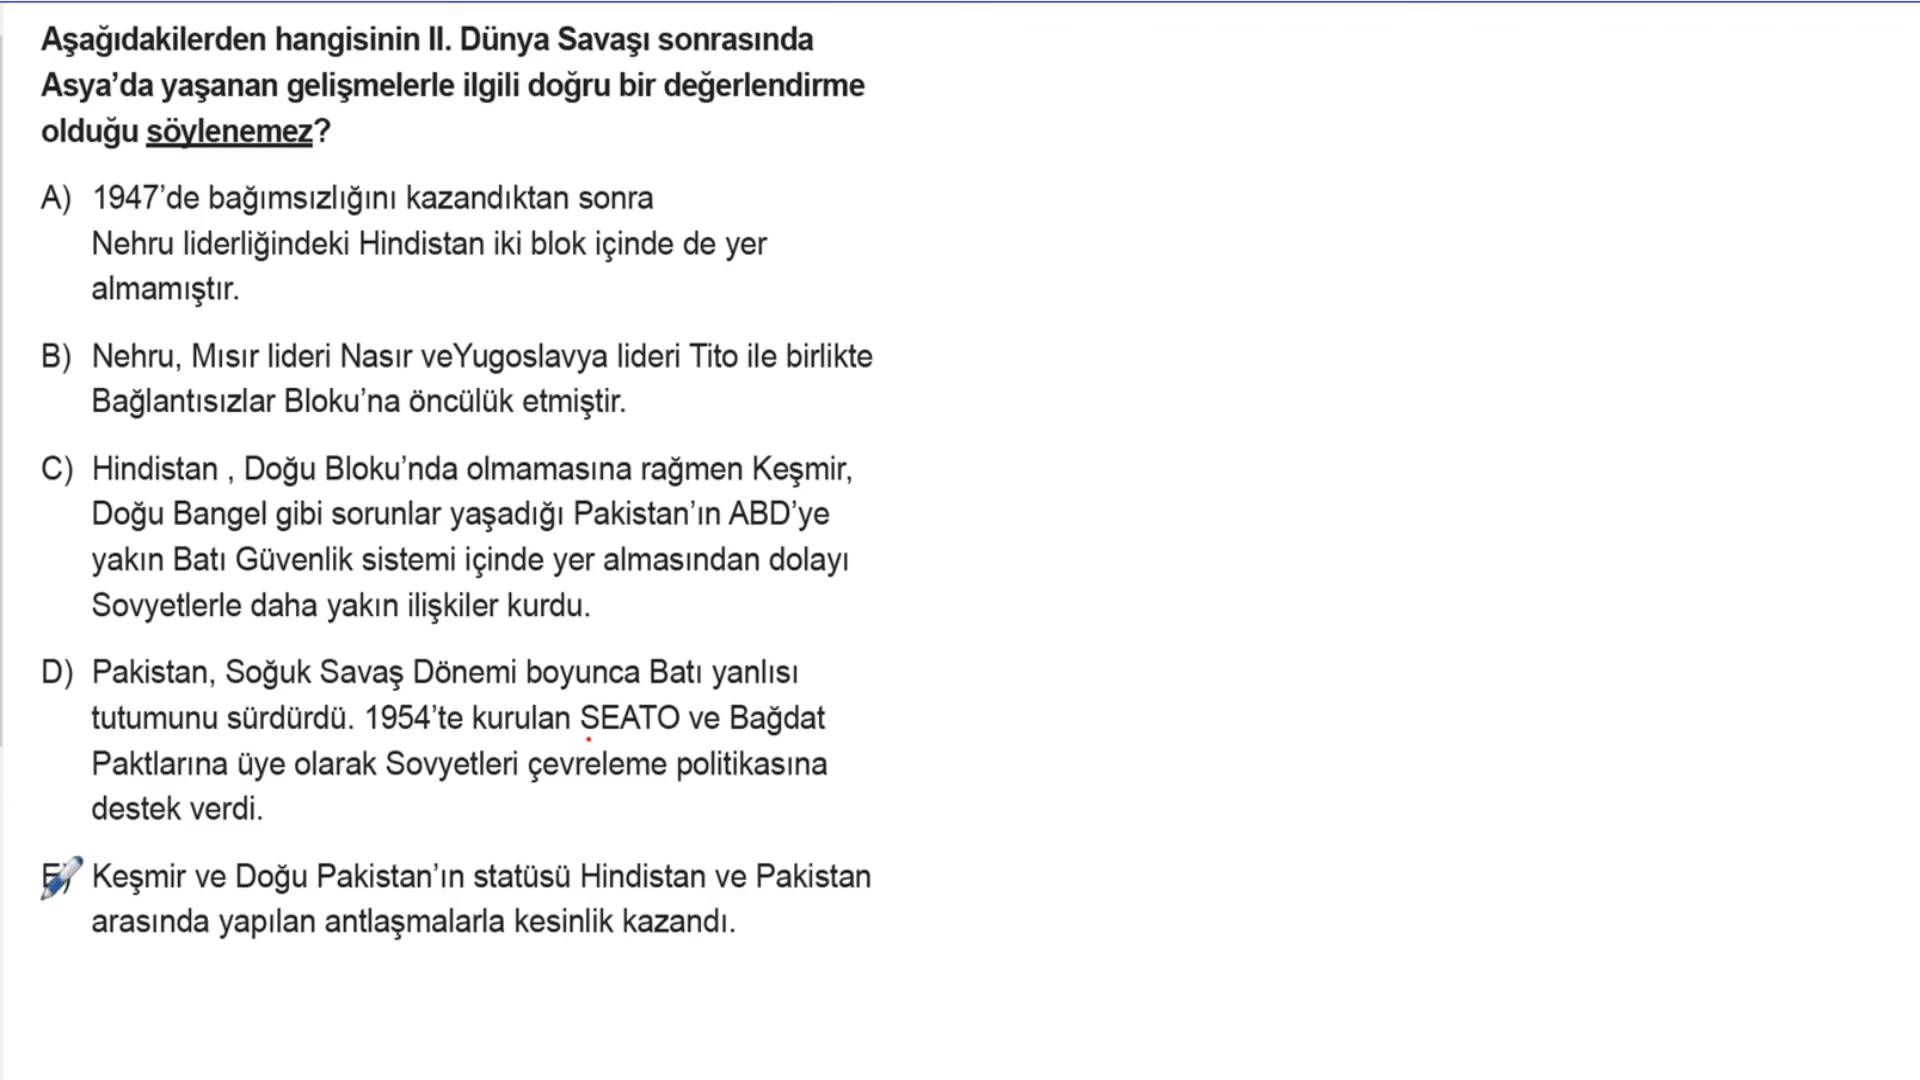 Aşağıdakilerden hangisinin II. Dünya Savaşı sonrasında
Asya’da yaşanan gelişmelerle ilgili doğru bir değerlendirme
olduğu söylenemez?
A) 1947’de bağımsızlığını kazandıktan sonra
Nehru liderliğindeki Hindistan iki blok içinde de yer
almamıştır.
B) Nehru, Mısır lideri Nasır veYugoslavya lideri Tito ile birlikte
Bağlantısızlar Bloku’na öncülük etmiştir.
C) Hindistan , Doğu Bloku’nda olmamasına rağmen Keşmir,
Doğu Bangel gibi sorunlar yaşadığı Pakistan’ın ABD’ye
yakın Batı Güvenlik sistemi içinde yer almasından dolayı
Sovyetlerle daha yakın ilişkiler kurdu.
D) Pakistan, Soğuk Savaş Dönemi boyunca Batı yanlısı
tutumunu sürdürdü. 1954’te kurulan SEATO ve Bağdat
Paktlarına üye olarak Sovyetleri çevreleme politikasına
destek verdi.
E) Keşmir ve Doğu Pakistan’ın statüsü Hindistan ve Pakistan
arasında yapılan antlaşmalarla kesinlik kazandı.